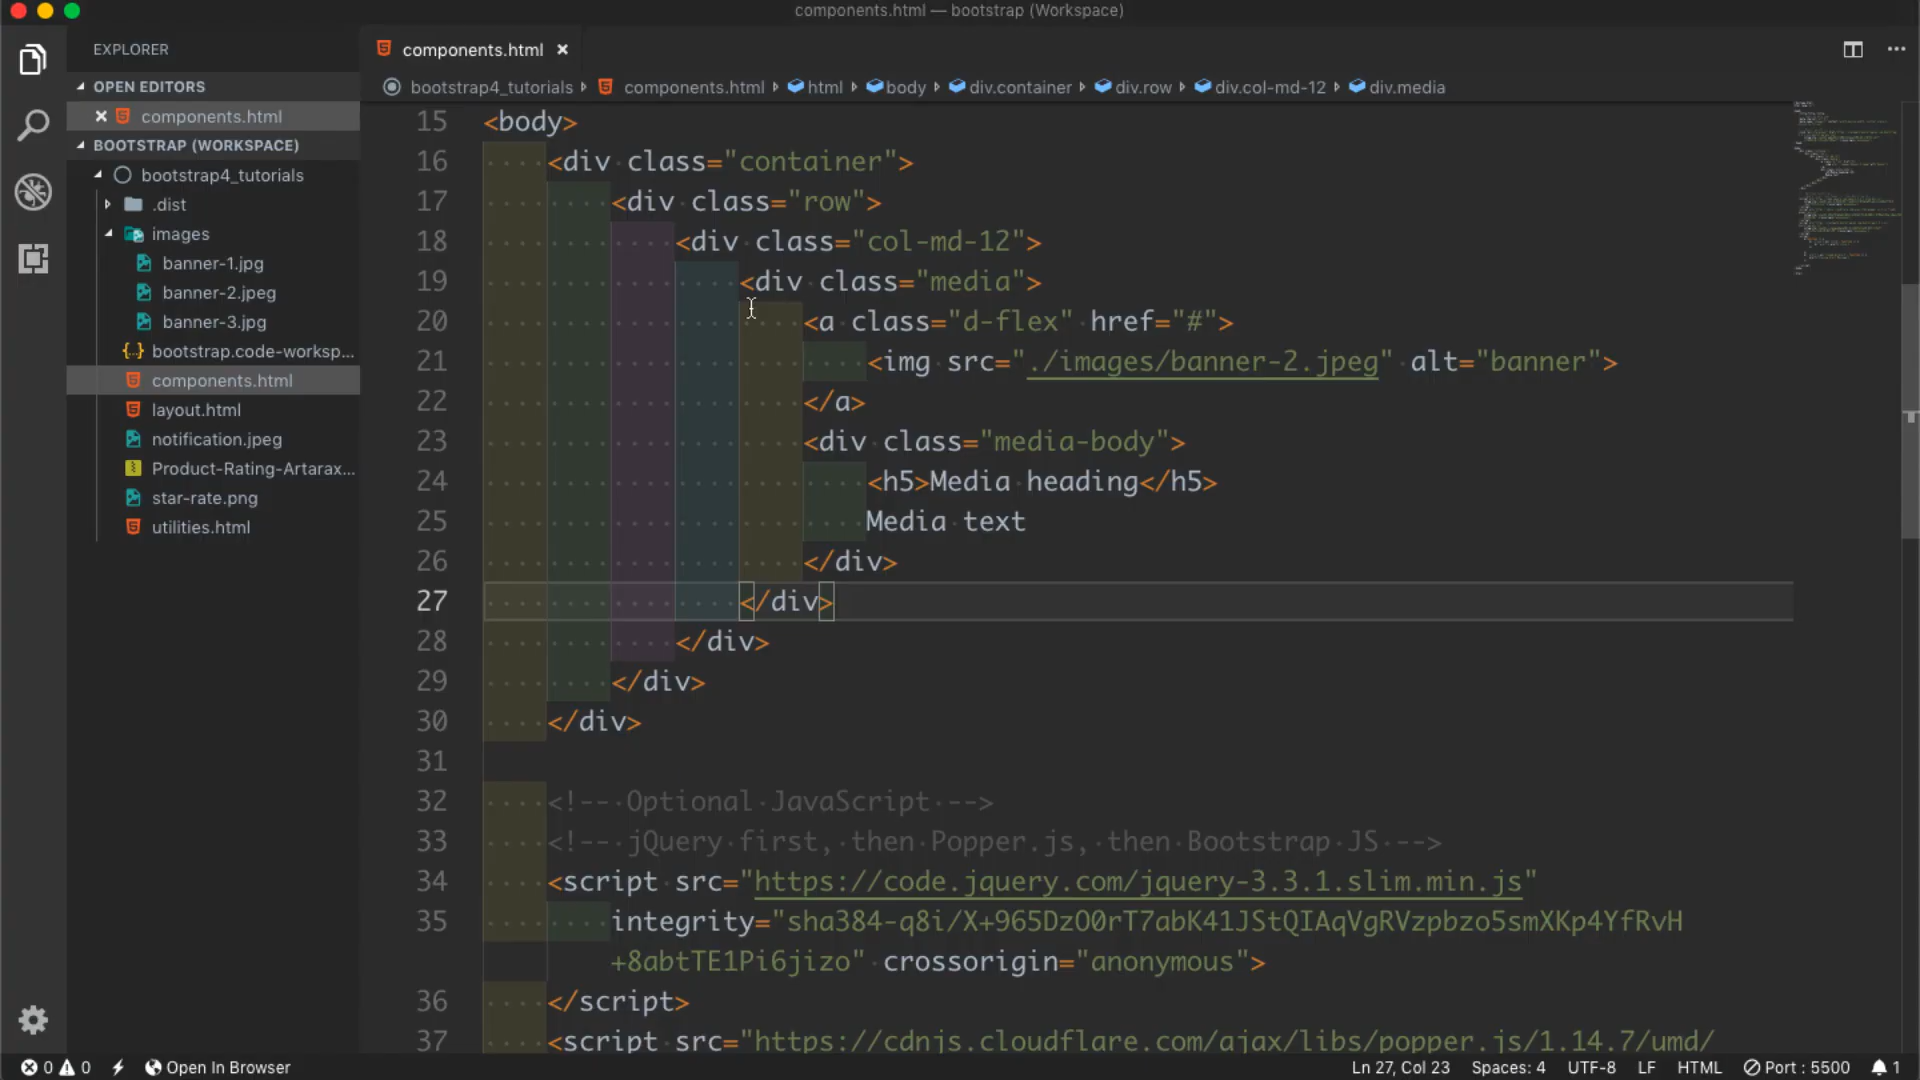 components.html — bootstrap (Workspace)
EXPLORER
OPEN EDITORS
components.html
BOOTSTRAP (WORKSPACE)
bootstrap4_tutorials
.dist
images
banner-1.jpg
banner-2.jpeg
banner-3.jpg
bootstrap.code-worksp...
components.html
layout.html
notification.jpeg
Product-Rating-Artarax...
star-rate.png
utilities.html
components.html
bootstrap4_tutorials components.html html body div.container div.row div.col-md-12 div.media
15 <body>
16 <div class="container">
17 <div class="row">
18 <div class="col-md-12">
19 <div class="media">
20 <a class="d-flex" href="#">
21 <img src="./images/banner-2.jpeg" alt="banner">
22 </a>
23 <div class="media-body">
24 <h5>Media heading</h5>
25 Media text
26 </div>
27 </div>
28 </div>
29 </div>
30 </div>
31
32 <!-- Optional JavaScript -->
33 <!-- jQuery first, then Popper.js, then Bootstrap JS -->
34 <script src="https://code.jquery.com/jquery-3.3.1.slim.min.js"
35 integrity="sha384-q8i/X+965DzO0rT7abK41JStQIAqVgRVzpbzo5smXKp4YfRvH
+8abtTE1Pi6jizo" crossorigin="anonymous">
36 </script>
37 <script src="https://cdnjs.cloudflare.com/ajax/libs/popper.js/1.14.7/umd/
0 0 Open In Browser
Ln 27, Col 23 Spaces: 4 UTF-8 LF HTML Port : 5500 1